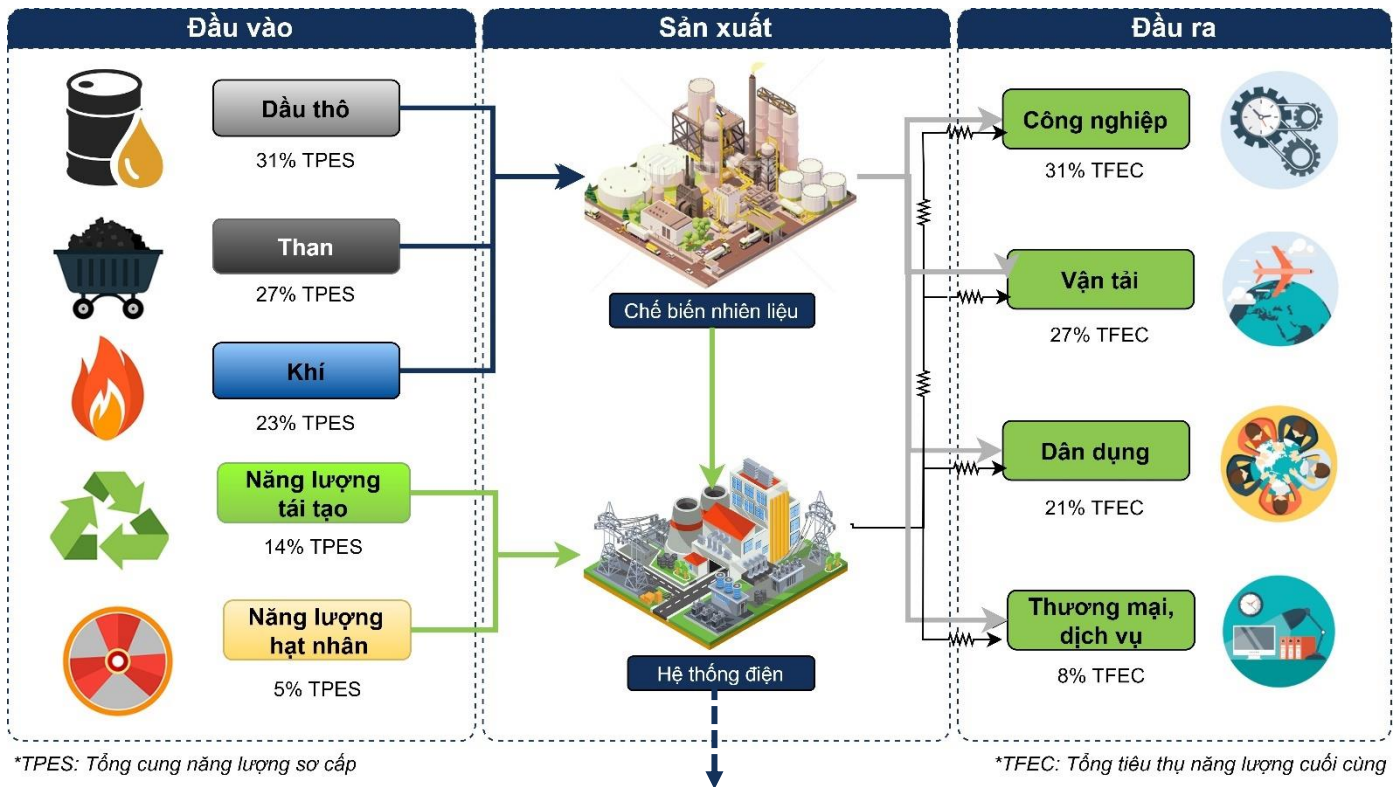 Đầu vào
Dầu thô
31% TPES
Than
27% TPES
Khí
23% TPES
Năng lượng
tái tạo
14% TPES
Năng lượng
hạt nhân
5% TPES
*TPES: Tổng cung năng lượng sơ cấp
Sản xuất
Chế biến nhiên liệu
Hệ thống điện
Đầu ra
Công nghiệp
31% TFEC
Vận tải
27% TFEC
Dân dụng
21% TFEC
Thương mại,
dịch vụ
8% TFEC
*TFEC: Tổng tiêu thụ năng lượng cuối cùng